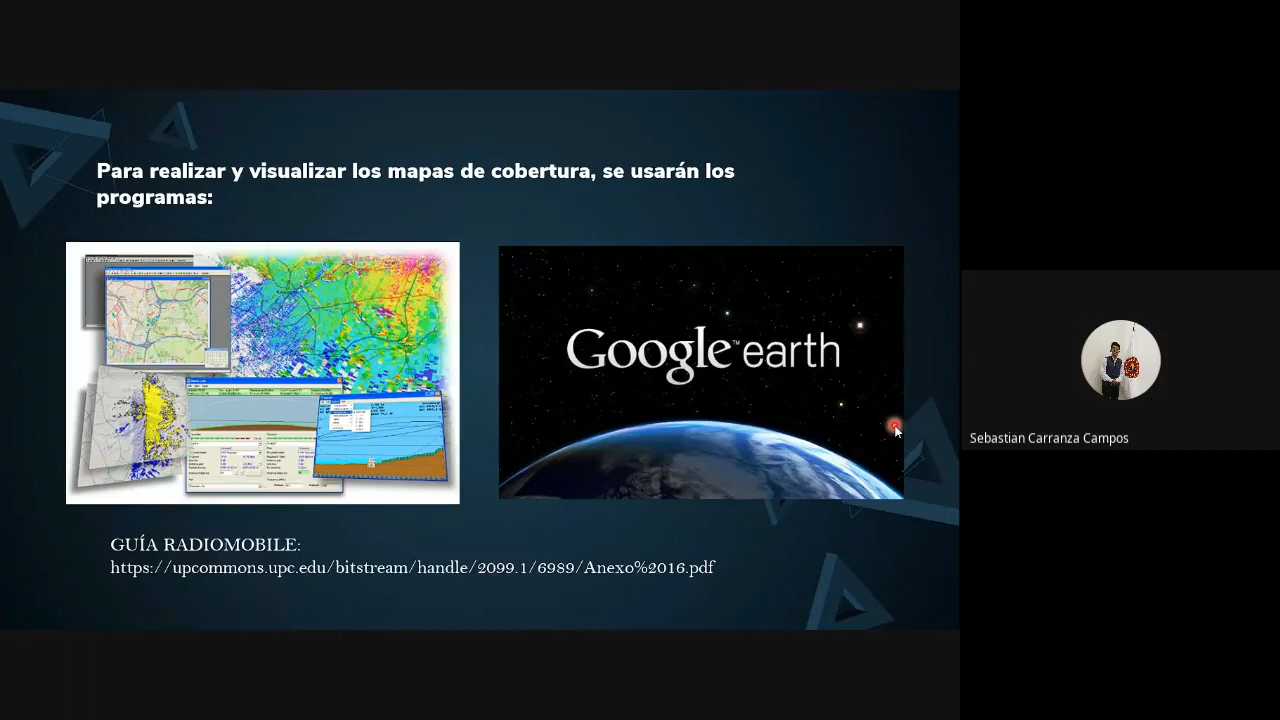 Para realizar y visualizar los mapas de cobertura, se usarán los
programas:
Google™ earth
GUÍA RADIOMOBILE:
https://upcommons.upc.edu/bitstream/handle/2099.1/6989/Anexo%2016.pdf
Sebastian Carranza Campos